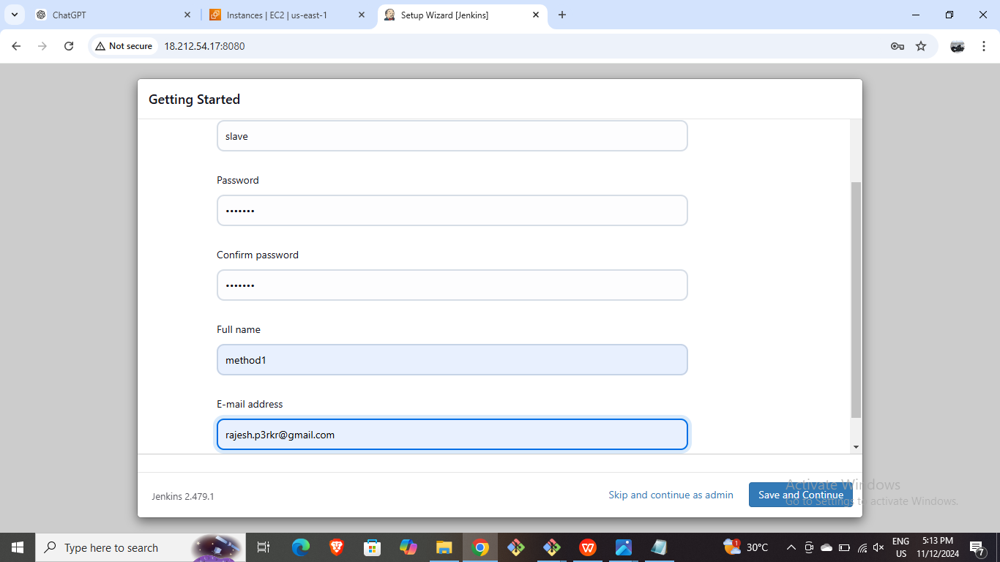 ChatGPT
Instances | EC2 | us-east-1
Setup Wizard [Jenkins]
Not secure
18.212.54.17:8080
Getting Started
slave
Password
•••••••
Confirm password
•••••••
Full name
method1
E-mail address
rajesh.p3rkr@gmail.com
Jenkins 2.479.1
Skip and continue as admin
Save and Continue
Activate Windows
Go to Settings to activate Windows.
Type here to search
W
1
30°C
ENG
US
5:13 PM
11/12/2024
7